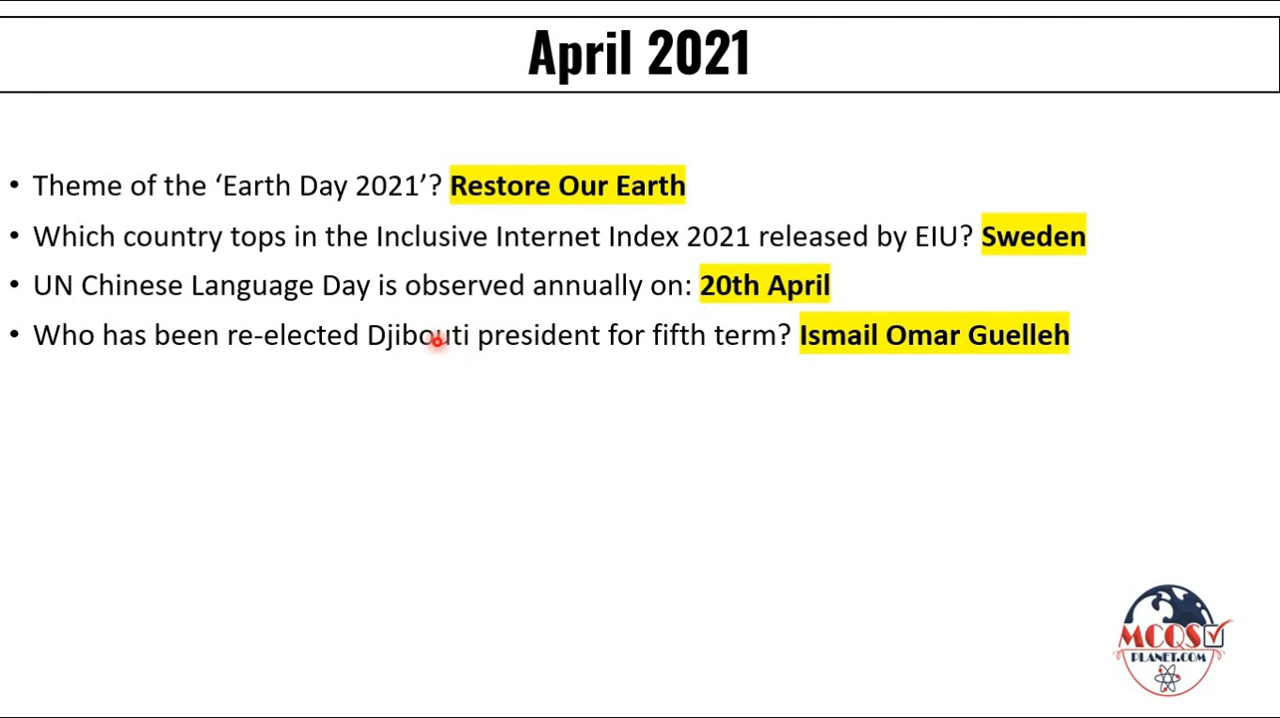 April 2021
• Theme of the ‘Earth Day 2021’? Restore Our Earth
• Which country tops in the Inclusive Internet Index 2021 released by EIU? Sweden
• UN Chinese Language Day is observed annually on: 20th April
• Who has been re-elected Djibouti president for fifth term? Ismail Omar Guelleh
MCQS
PLANET.COM